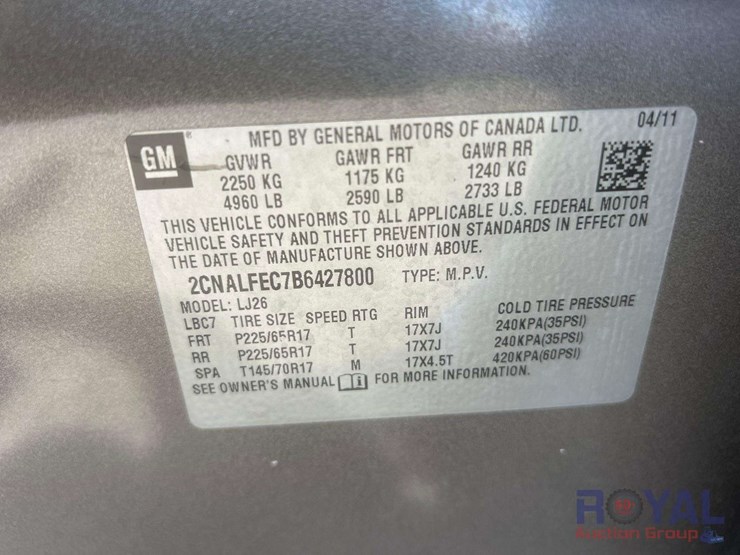 GM ®
MFD BY GENERAL MOTORS OF CANADA LTD. 04/11
GVWR GAWR FRT GAWR RR
2250 KG 1175 KG 1240 KG
4960 LB 2590 LB 2733 LB
THIS VEHICLE CONFORMS TO ALL APPLICABLE U.S. FEDERAL MOTOR
VEHICLE SAFETY AND THEFT PREVENTION STANDARDS IN EFFECT ON
THE DATE OF MANUFACTURE SHOWN ABOVE.
2CNALFEC7B6427800 TYPE: M.P.V.
MODEL: LJ26
LBC7 TIRE SIZE SPEED RTG RIM COLD TIRE PRESSURE
FRT P225/65R17 T 17X7J 240KPA(35PSI)
RR P225/65R17 T 17X7J 240KPA(35PSI)
SPA T145/70R17 M 17X4.5T 420KPA(60PSI)
SEE OWNER'S MANUAL FOR MORE INFORMATION.
ROYAL
Auction Group